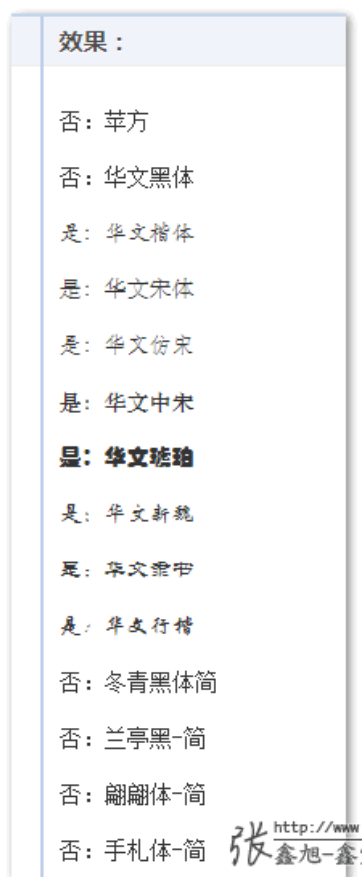 效果：
否：苹方
否：华文黑体
是：华文楷体
是：华文宋体
是：华文仿宋
是：华文中宋
是：华文琥珀
是：华文新魏
是：华文隶书
是：华文行楷
否：冬青黑体简
否：兰亭黑-简
否：翩翩体-简
否：手札体-简
张
http://www
鑫旭-鑫